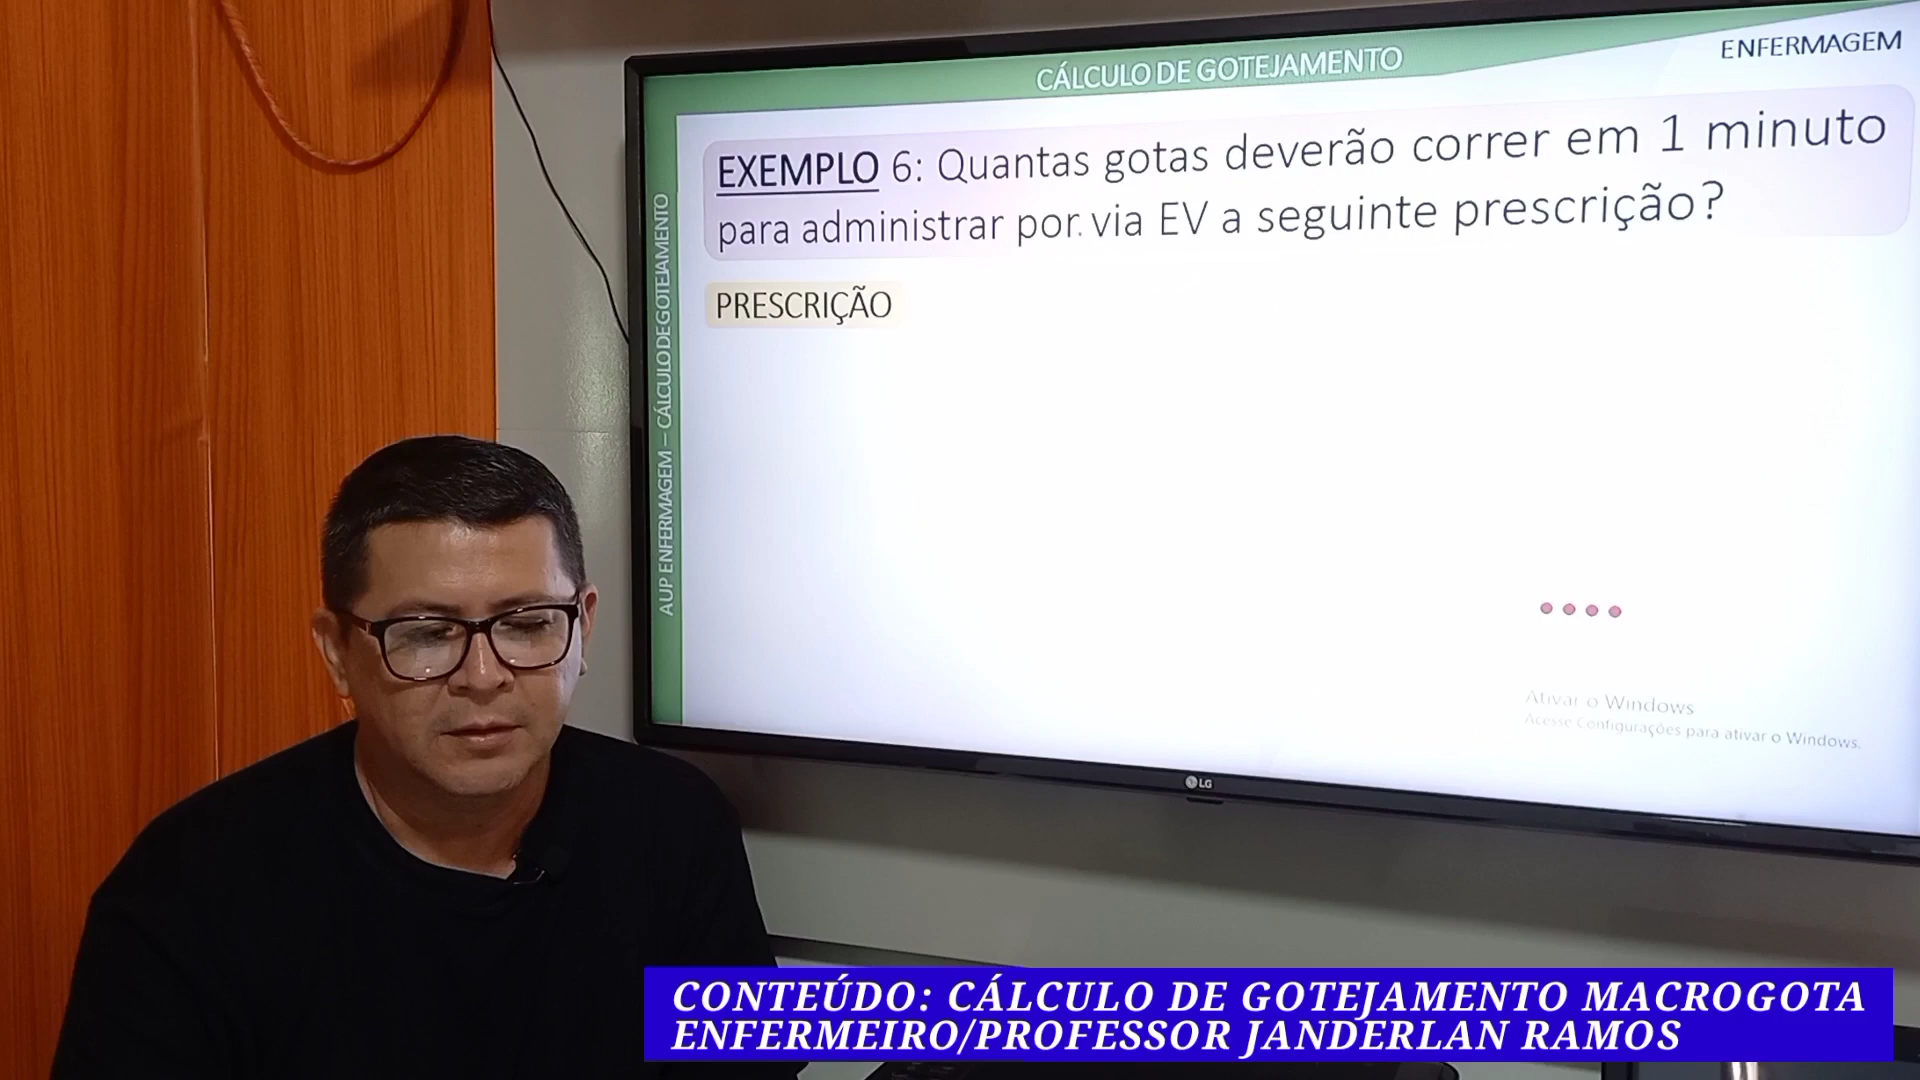 CÁLCULO DE GOTEJAMENTO
ENFERMAGEM
EXEMPLO 6: Quantas gotas deverão correr em 1 minuto
para administrar por via EV a seguinte prescrição?
PRESCRIÇÃO
AUP ENFERMAGEM – CÁLCULO DE GOTEJAMENTO
Ativar o Windows
Acesse Configurações para ativar o Windows.
LG
CONTEÚDO: CÁLCULO DE GOTEJAMENTO MACROGOTA
ENFERMEIRO/PROFESSOR JANDERLAN RAMOS